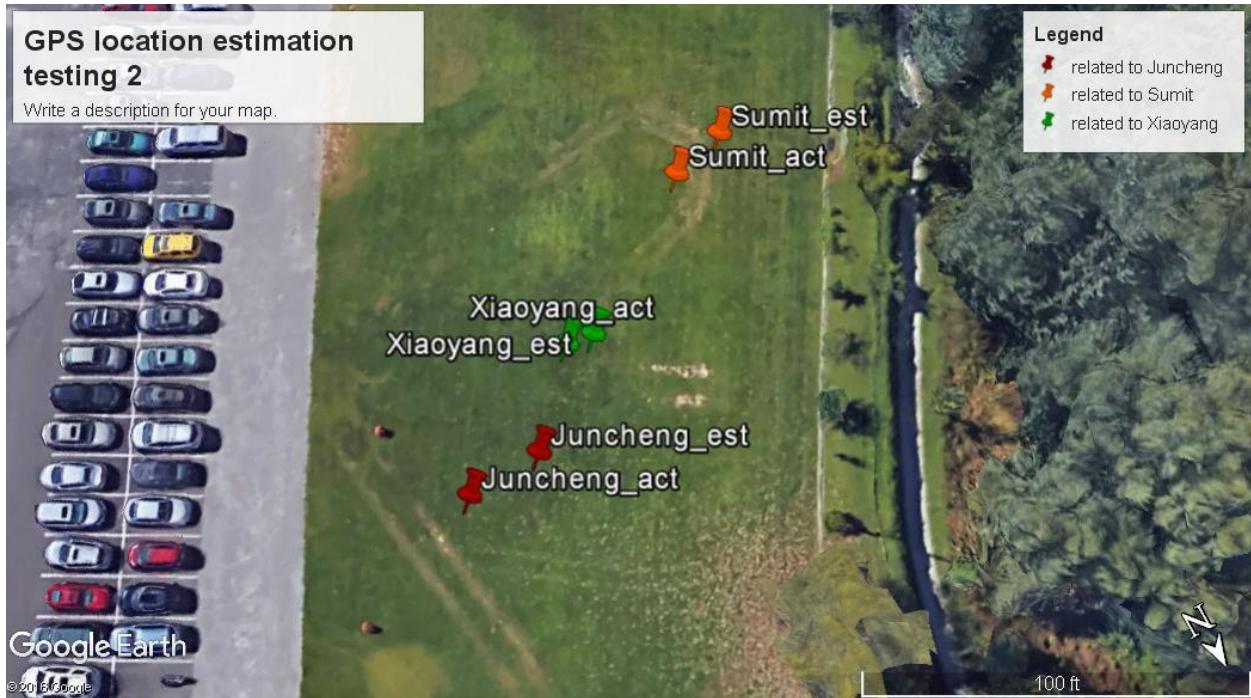 GPS location estimation
testing 2
Write a description for your map.
Legend
related to Juncheng
related to Sumit
related to Xiaoyang
Sumit_est
Sumit_act
Xiaoyang_act
Xiaoyang_est
Juncheng_est
Juncheng_act
N
Google Earth
© 2016 Google
100 ft